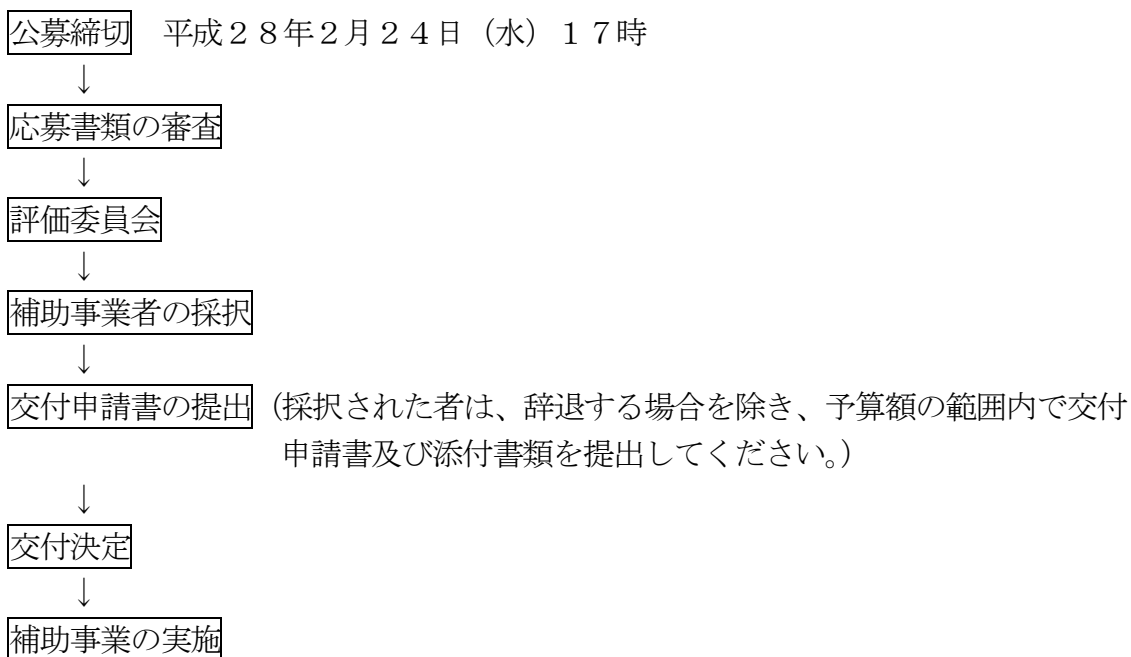 公募締切　平成２８年２月２４日（水）１７時
↓
応募書類の審査
↓
評価委員会
↓
補助事業者の採択
↓
交付申請書の提出（採択された者は、辞退する場合を除き、予算額の範囲内で交付
申請書及び添付書類を提出してください。）
↓
交付決定
↓
補助事業の実施